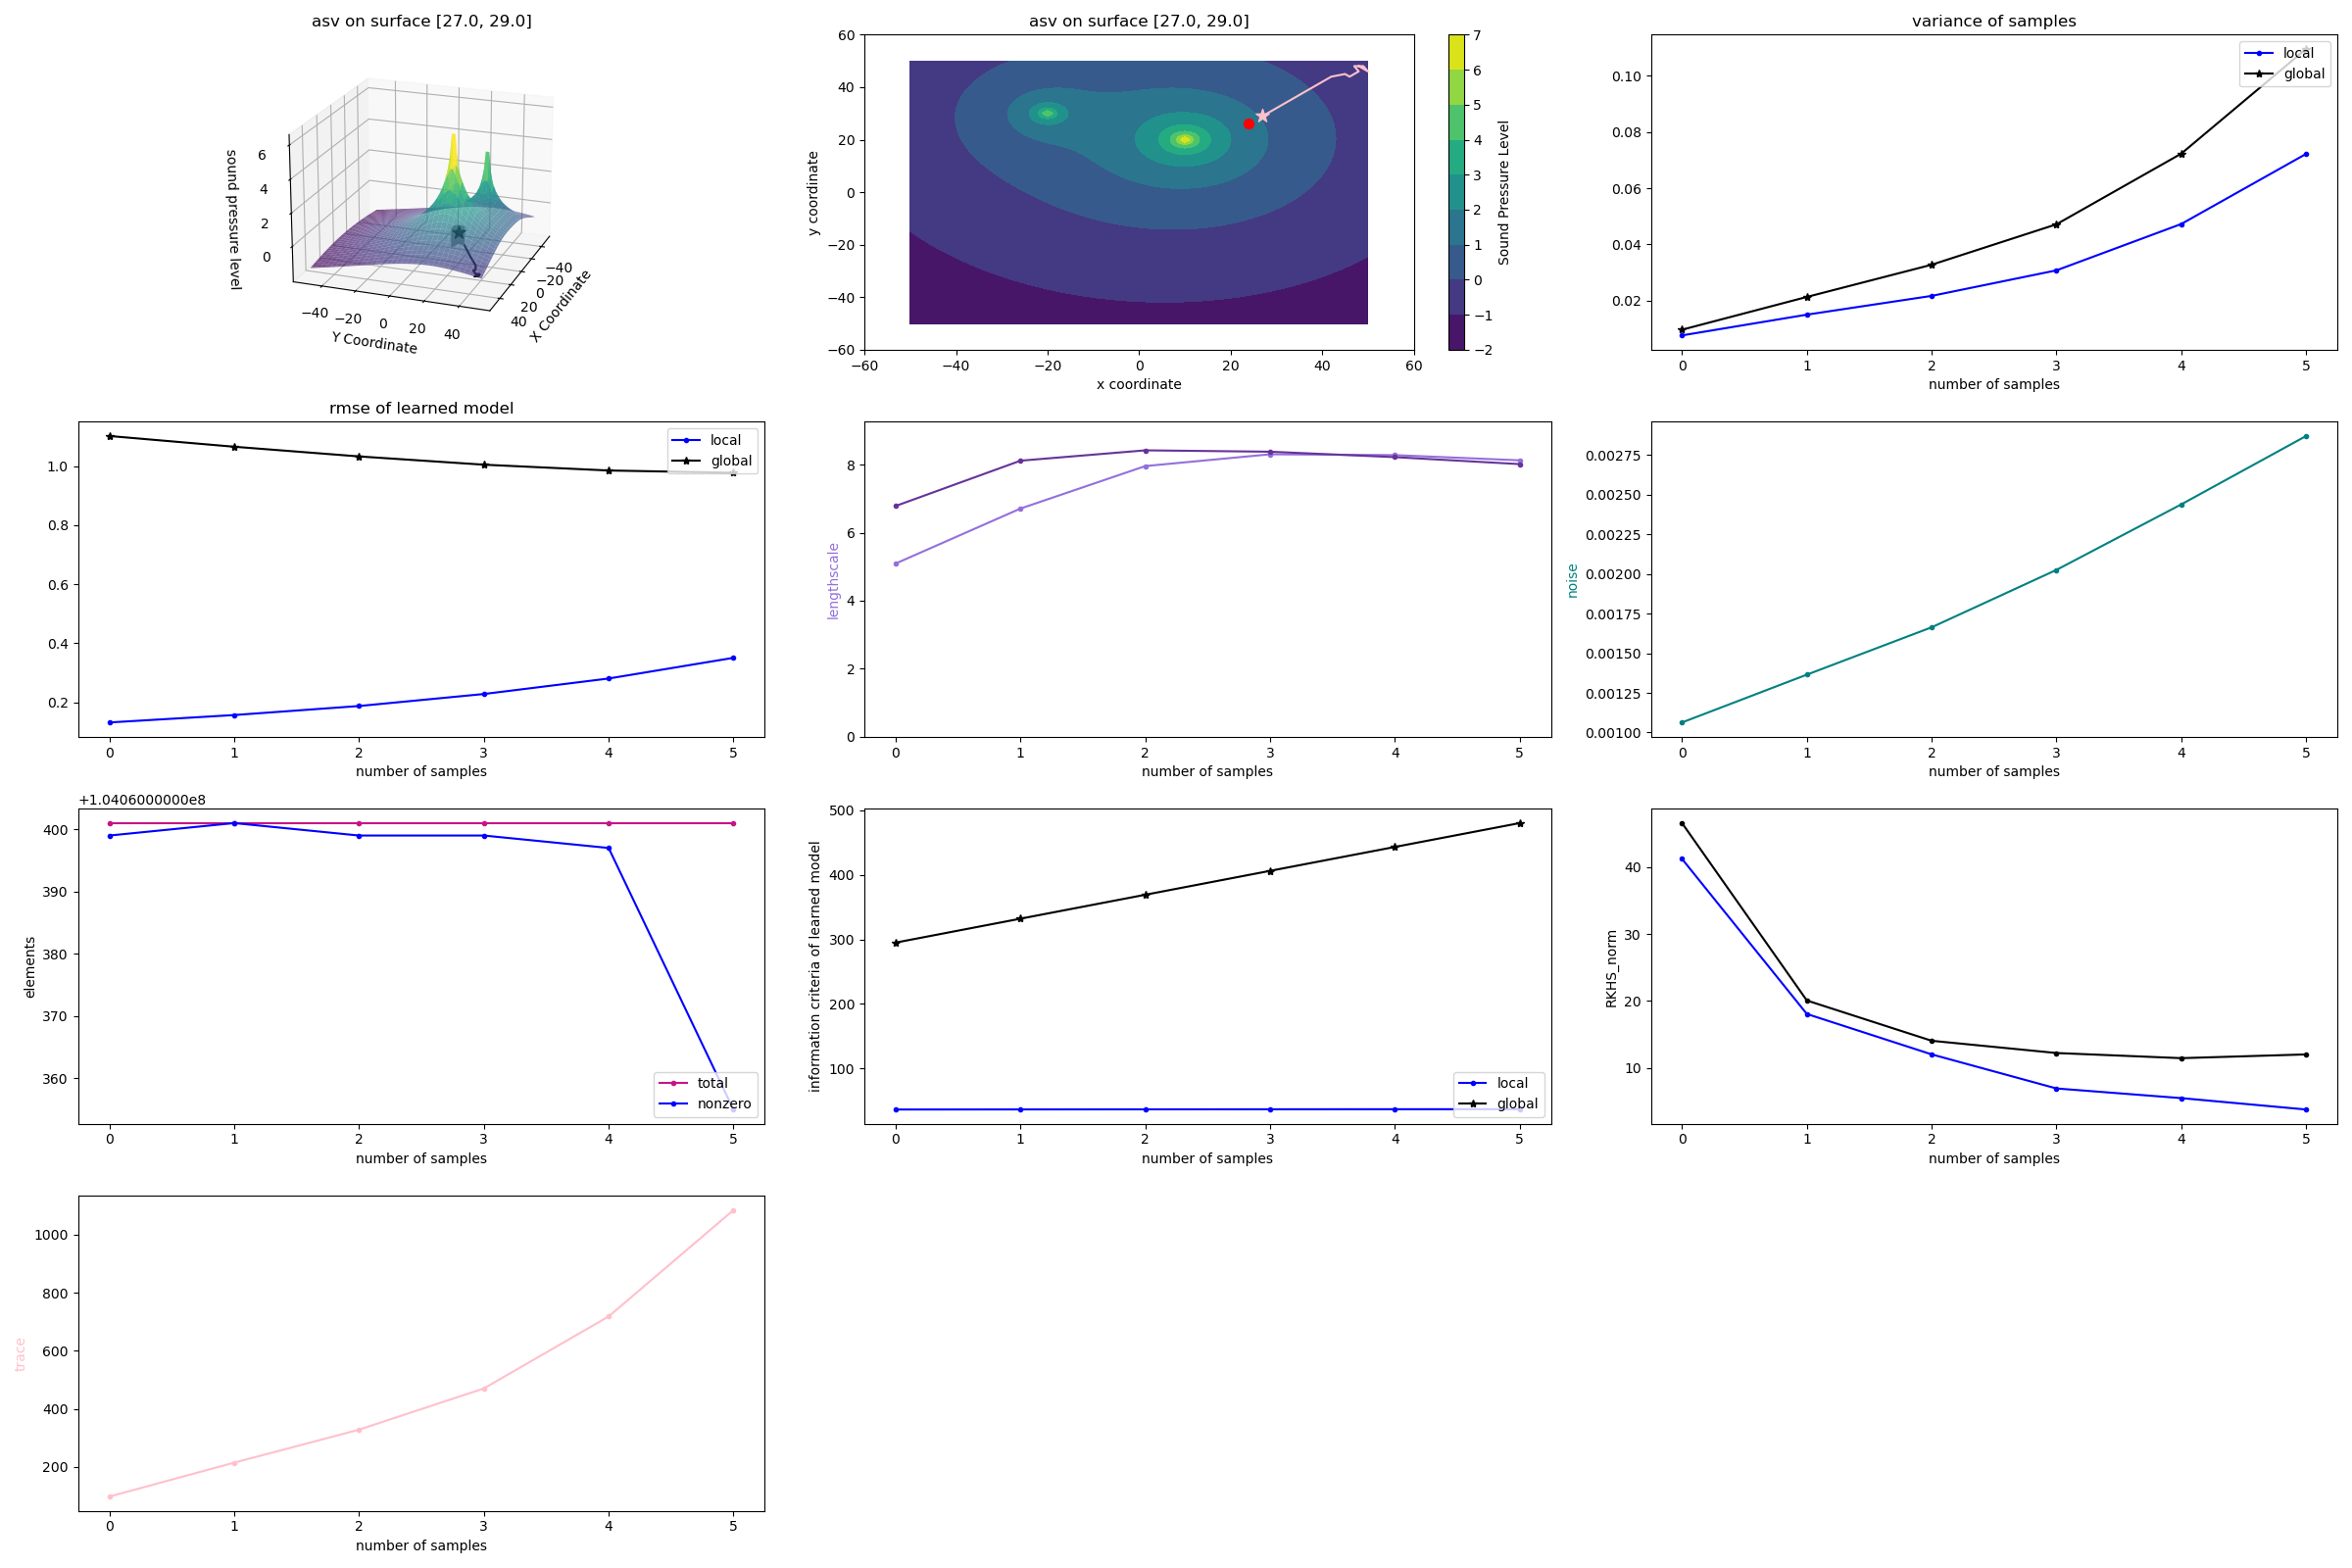 asv on surface [27.0, 29.0]
6
4
2
0
sound pressure level
−40 −20 0 20 40
Y Coordinate
−40
−20
0
20
40
X Coordinate
asv on surface [27.0, 29.0]
60
40
20
0
−20
−40
−60
y coordinate
−60 −40 −20 0 20 40 60
x coordinate
7
6
5
4
3
2
1
0
−1
−2
Sound Pressure Level
variance of samples
local
global
0.10
0.08
0.06
0.04
0.02
0 1 2 3 4 5
number of samples
rmse of learned model
local
global
1.0
0.8
0.6
0.4
0.2
0 1 2 3 4 5
number of samples
lengthscale
8
6
4
2
0
0 1 2 3 4 5
number of samples
noise
0.00275
0.00250
0.00225
0.00200
0.00175
0.00150
0.00125
0.00100
0 1 2 3 4 5
number of samples
+1.0406000000e8
elements
400
390
380
370
360
total
nonzero
0 1 2 3 4 5
number of samples
information criteria of learned model
500
400
300
200
100
local
global
0 1 2 3 4 5
number of samples
RKHS_norm
40
30
20
10
0 1 2 3 4 5
number of samples
trace
1000
800
600
400
200
0 1 2 3 4 5
number of samples